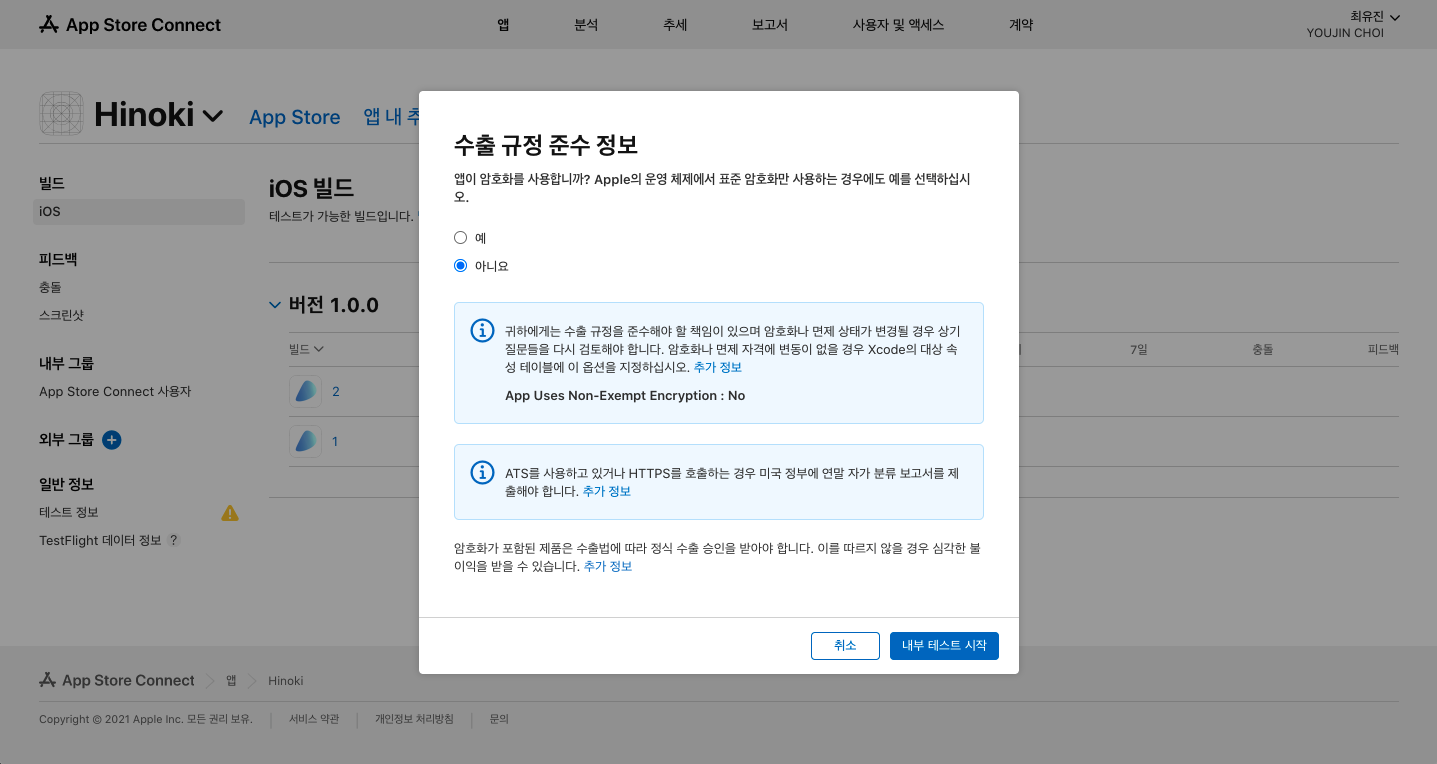 App Store Connect
앱
분석
추세
보고서
사용자 및 액세스
계약
최유진
YOUJIN CHOI
Hinoki
App Store
앱 내 추
빌드
iOS
피드백
충돌
스크린샷
내부 그룹
App Store Connect 사용자
외부 그룹
일반 정보
테스트 정보
TestFlight 데이터 정보 ?
iOS 빌드
테스트가 가능한 빌드입니다.
버전 1.0.0
빌드
7일
충돌
피드백
2
1
수출 규정 준수 정보
앱이 암호화를 사용합니까? Apple의 운영 체제에서 표준 암호화만 사용하는 경우에도 예를 선택하십시
오.
예
아니요
귀하에게는 수출 규정을 준수해야 할 책임이 있으며 암호화나 면제 상태가 변경될 경우 상기
질문들을 다시 검토해야 합니다. 암호화나 면제 자격에 변동이 없을 경우 Xcode의 대상 속
성 테이블에 이 옵션을 지정하십시오. 추가 정보
App Uses Non-Exempt Encryption : No
ATS를 사용하고 있거나 HTTPS를 호출하는 경우 미국 정부에 연말 자가 분류 보고서를 제
출해야 합니다. 추가 정보
암호화가 포함된 제품은 수출법에 따라 정식 수출 승인을 받아야 합니다. 이를 따르지 않을 경우 심각한 불
이익을 받을 수 있습니다. 추가 정보
취소
내부 테스트 시작
App Store Connect
앱
Hinoki
Copyright © 2021 Apple Inc. 모든 권리 보유.
서비스 약관
개인정보 처리방침
문의